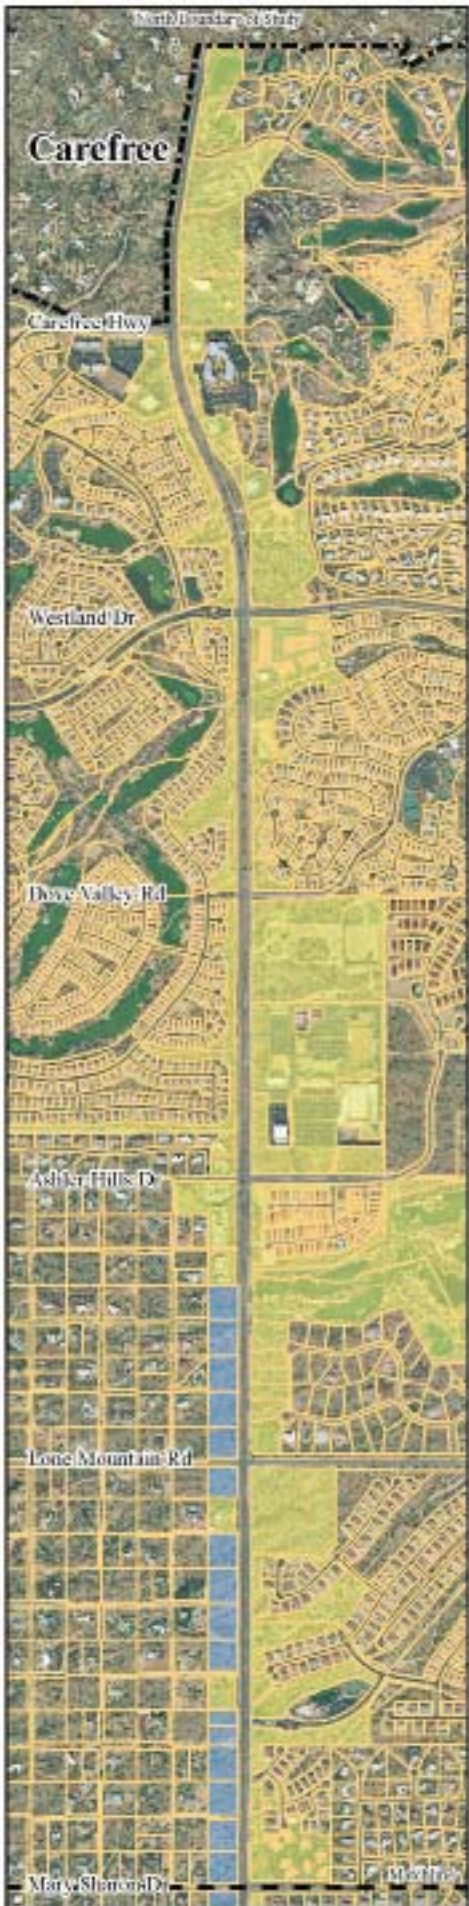 North Boundary of Study
Carefree
Carefree Hwy
Westland Dr
Dove Valley Rd
Ashler Hills Dr
Lone Mountain Rd
Mary Sharon Dr